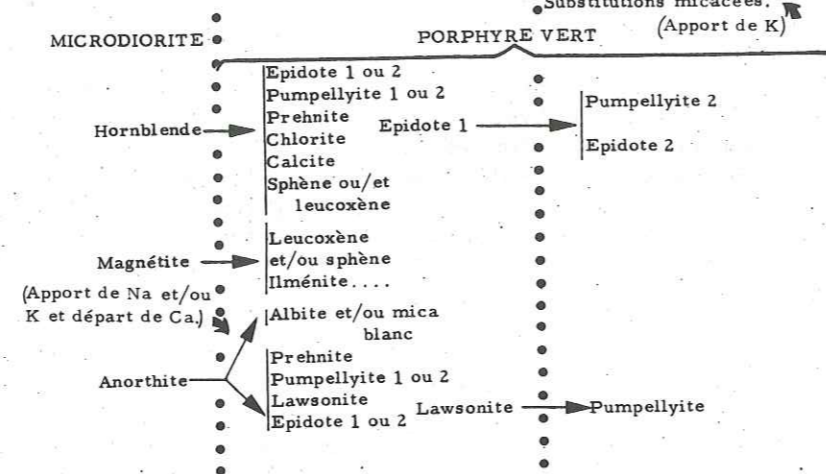 Substitutions micacées.
(Apport de K)
MICRODIORITE
PORPHYRE VERT
Hornblende
Epidote 1 ou 2
Pumpellyite 1 ou 2
Prehnite
Chlorite
Calcite
Sphène ou/et
leucoxène
Epidote 1
Pumpellyite 2
Epidote 2
Magnétite
Leucoxène
et/ou sphène
Ilménite....
(Apport de Na et/ou
K et départ de Ca.)
Albite et/ou mica
blanc
Anorthite
Prehnite
Pumpellyite 1 ou 2
Lawsonite
Epidote 1 ou 2
Lawsonite
Pumpellyite